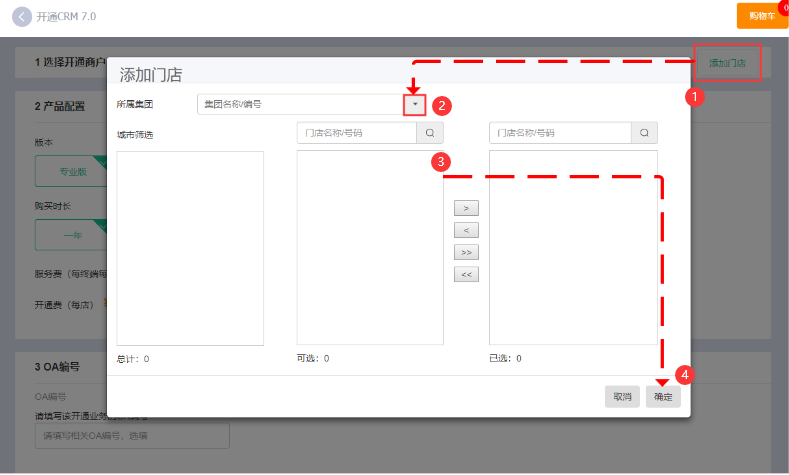 开通CRM 7.0
购物车
0
1 选择开通商户
添加门店
1
添加门店
所属集团
集团名称/编号
2
2 产品配置
城市筛选
门店名称/号码
门店名称/号码
版本
3
专业版
购买时长
>
一年
<
>>
服务费（每终端每
<<
开通费（每店）
总计：0
可选：0
已选：0
3 OA编号
4
OA编号
取消
确定
请填写该开通业务的
请填写相关OA编号，选填